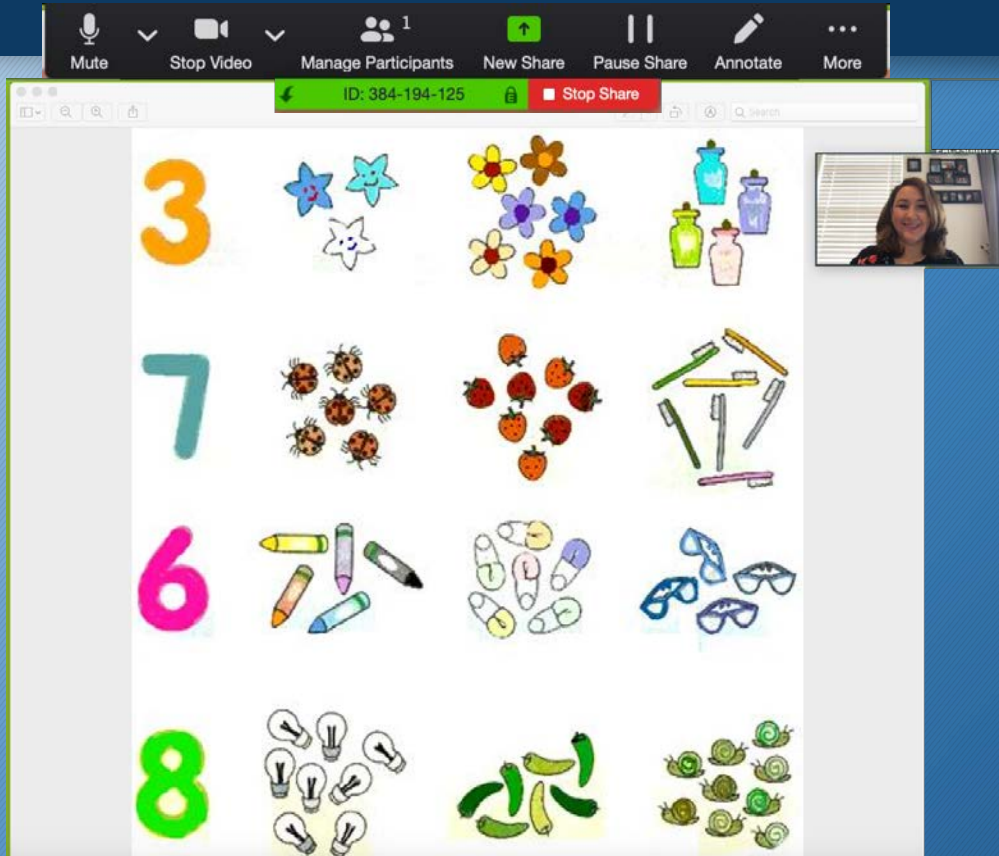 1
Mute
Stop Video
Manage Participants
New Share
Pause Share
Annotate
More
ID: 384-194-125
Stop Share
Search
3
7
6
8